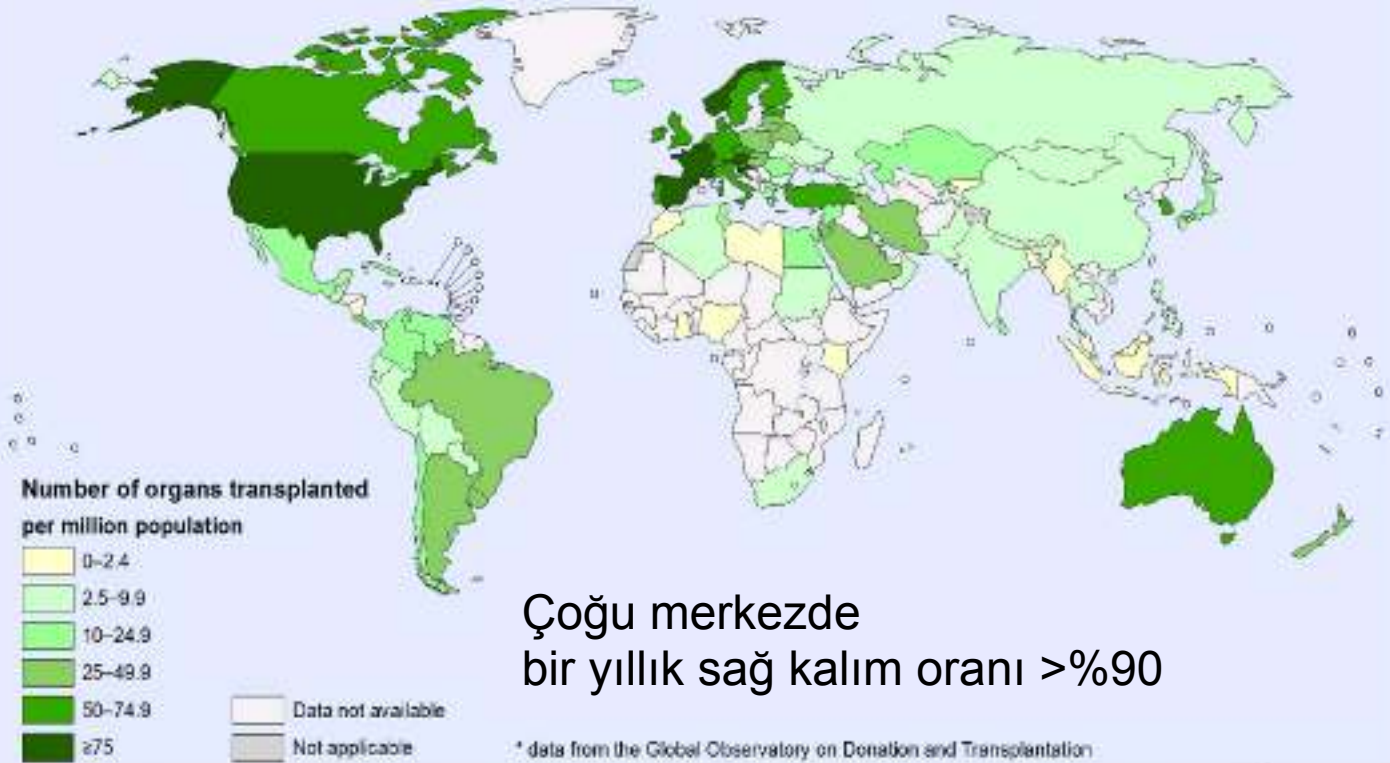 Number of organs transplanted
per million population
0–2.4
2.5–9.9
10–24.9
25–49.9
50–74.9
≥75
Data not available
Not applicable
Çoğu merkezde
bir yıllık sağ kalım oranı >%90
* data from the Global Observatory on Donation and Transplantation